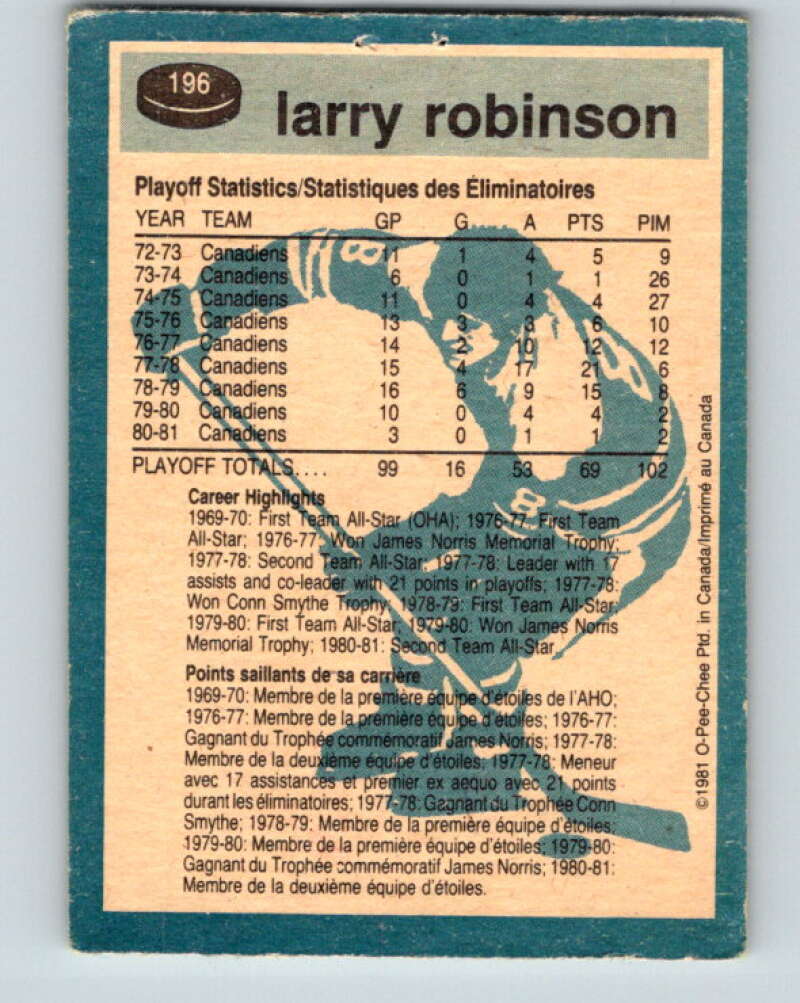 196
larry robinson
Playoff Statistics/Statistiques des Éliminatoires
YEAR TEAM GP G A PTS PIM
72-73 Canadiens 11 1 4 5 9
73-74 Canadiens 6 0 1 1 26
74-75 Canadiens 11 0 4 4 27
75-76 Canadiens 13 3 3 6 10
76-77 Canadiens 14 2 10 12 12
77-78 Canadiens 15 4 17 21 6
78-79 Canadiens 16 6 9 15 8
79-80 Canadiens 10 0 4 4 2
80-81 Canadiens 3 0 1 1 2
PLAYOFF TOTALS.... 99 16 53 69 102
Career Highlights
1969-70: First Team All-Star (OHA); 1976-77: First Team
All-Star; 1976-77: Won James Norris Memorial Trophy;
1977-78: Second Team All-Star; 1977-78: Leader with 17
assists and co-leader with 21 points in playoffs; 1977-78:
Won Conn Smythe Trophy; 1978-79: First Team All-Star;
1979-80: First Team All-Star; 1979-80: Won James Norris
Memorial Trophy; 1980-81: Second Team All-Star.
Points saillants de sa carrière
1969-70: Membre de la première équipe d'étoiles de l'AHO;
1976-77: Membre de la première équipe d'étoiles; 1976-77:
Gagnant du Trophée commémoratif James Norris; 1977-78:
Membre de la deuxième équipe d'étoiles; 1977-78: Meneur
avec 17 assistances et premier ex aequo avec 21 points
durant les éliminatoires; 1977-78: Gagnant du Trophée Conn
Smythe; 1978-79: Membre de la première équipe d'étoiles;
1979-80: Membre de la première équipe d'étoiles; 1979-80:
Gagnant du Trophée commémoratif James Norris; 1980-81:
Membre de la deuxième équipe d'étoiles.
©1981 O-Pee-Chee Ptd. in Canada/Imprimé au Canada